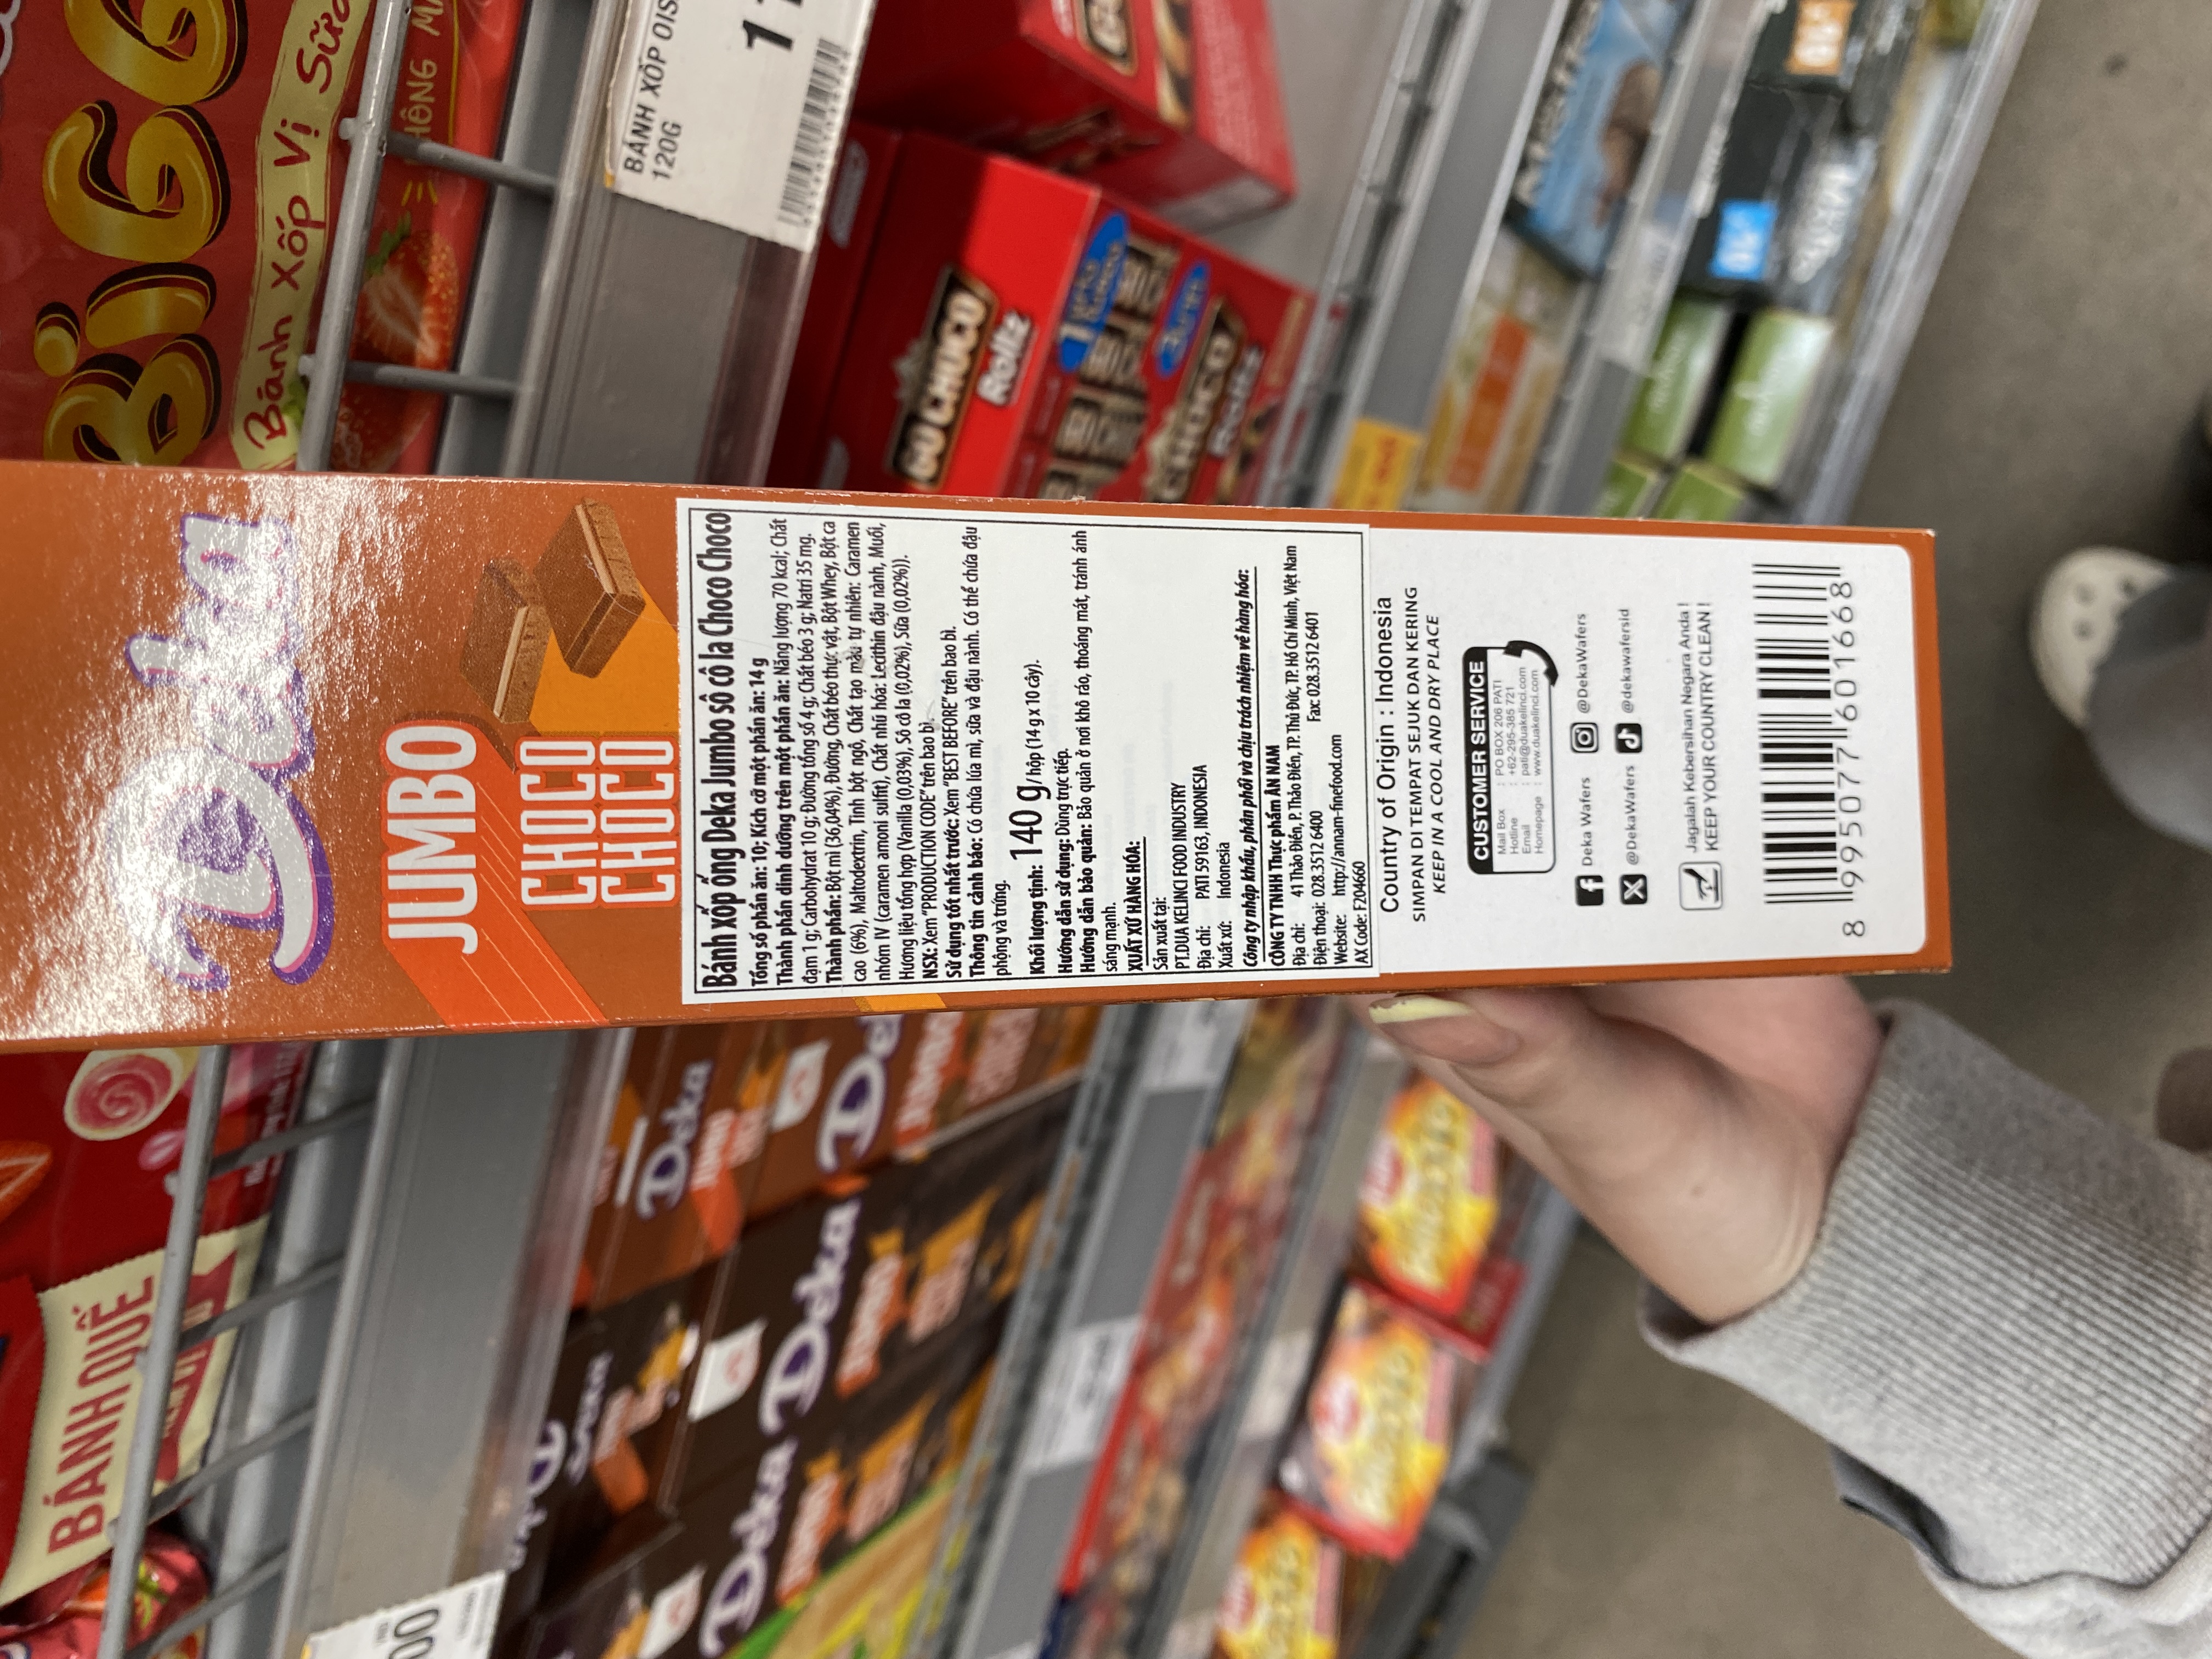 BÁNH QUẾ
BiGG
Bánh Xốp Vị Sữa
HÔNG
00
Deka
JUMBO
CHOCO
CHOCO
Bánh xốp ống Deka Jumbo sô cô la Choco Choco
Tổng số phần ăn: 10; Kích cỡ một phần ăn: 14 g
Thành phần dinh dưỡng trên một phần ăn: Năng lượng 70 kcal; Chất
đạm 1 g; Carbohydrat 10 g; Đường tổng số 4 g; Chất béo 3 g; Natri 35 mg.
Thành phần: Bột mì (36,04%), Đường, Chất béo thực vật, Bột Whey, Bột ca
cao (6%), Maltodextrin, Tinh bột ngô, Chất tạo màu tự nhiên: Caramen
nhóm IV (caramen amoni sulfit), Chất nhũ hóa: Lecithin đậu nành, Muối,
Hương liệu tổng hợp (Vanilla (0,03%), Sô cô la (0,02%), Sữa (0,02%)).
NSX: Xem "PRODUCTION CODE" trên bao bì.
Sử dụng tốt nhất trước: Xem "BEST BEFORE" trên bao bì.
Thông tin cảnh báo: Có chứa lúa mì, sữa và đậu nành. Có thể chứa đậu
phộng và trứng.
Khối lượng tịnh: 140 g/ hộp (14 g x 10 cây).
Hướng dẫn sử dụng: Dùng trực tiếp.
Hướng dẫn bảo quản: Bảo quản ở nơi khô ráo, thoáng mát, tránh ánh
sáng mạnh.
XUẤT XỨ HÀNG HÓA:
Sản xuất tại:
PT.DUA KELINCI FOOD INDUSTRY
Địa chỉ: PATI 59163, INDONESIA
Xuất xứ: Indonesia
Công ty nhập khẩu, phân phối và chịu trách nhiệm về hàng hóa:
CÔNG TY TNHH Thực phẩm ÂN NAM
Địa chỉ: 41 Thảo Điền, P. Thảo Điền, TP. Thủ Đức, TP. Hồ Chí Minh, Việt Nam
Điện thoại: 028.3512 6400 Fax: 028.3512 6401
Website: http://annam-finefood.com
AX Code: F204660
Country of Origin : Indonesia
SIMPAN DI TEMPAT SEJUK DAN KERING
KEEP IN A COOL AND DRY PLACE
CUSTOMER SERVICE
Mail Box : PO BOX 206 PATI
Hotline : +62-295-385 721
Email : pati@duakelinci.com
Homepage : www.duakelinci.com
Deka Wafers @DekaWafers
@DekaWafers @dekawafersid
Jagalah Kebersihan Negara Anda !
KEEP YOUR COUNTRY CLEAN !
8 995077 601668
BÁNH XỐP OIS
120G
11
Deka
JUMBO
Deka
Deka
JUMBO
GO CHOCO
Rollz
CHOCO
Rollz